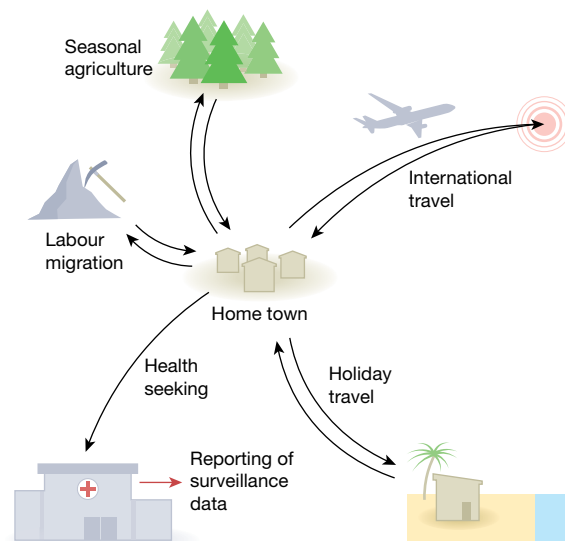 Seasonal
agriculture
International
travel
Labour
migration
Home town
Health
seeking
Holiday
travel
Reporting of
surveillance
data